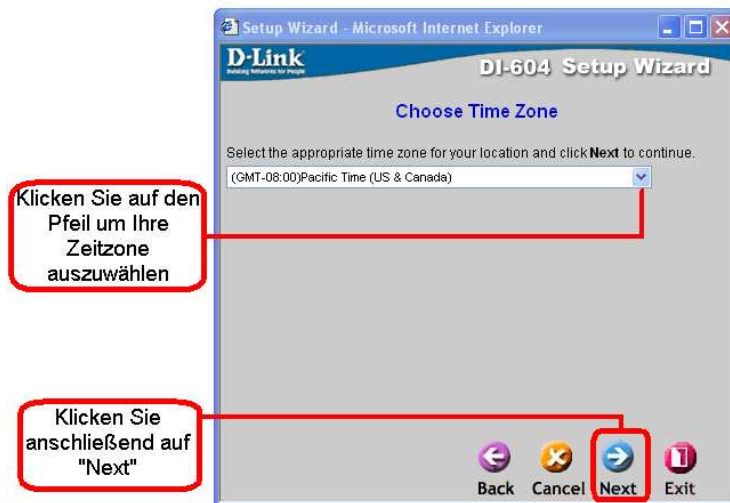 Setup Wizard - Microsoft Internet Explorer
D-Link
Building Networks for People
DI-604 Setup Wizard
Choose Time Zone
Select the appropriate time zone for your location and click Next to continue.
(GMT-08:00)Pacific Time (US & Canada)
Klicken Sie auf den
Pfeil um Ihre
Zeitzone
auszuwählen
Klicken Sie
anschließend auf
"Next"
Back Cancel Next Exit